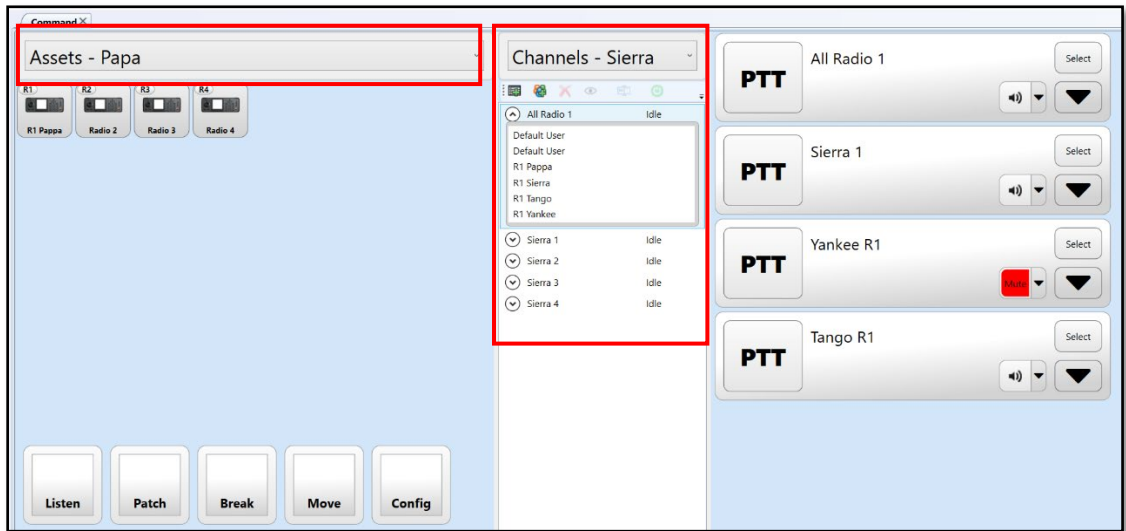 Command ×
Assets - Papa
R1 R2 R3 R4
R1 Pappa Radio 2 Radio 3 Radio 4
Listen Patch Break Move Config
Channels - Sierra
All Radio 1 Idle
Default User
Default User
R1 Pappa
R1 Sierra
R1 Tango
R1 Yankee
Sierra 1 Idle
Sierra 2 Idle
Sierra 3 Idle
Sierra 4 Idle
PTT All Radio 1 Select
PTT Sierra 1 Select
PTT Yankee R1 Select
Mute
PTT Tango R1 Select